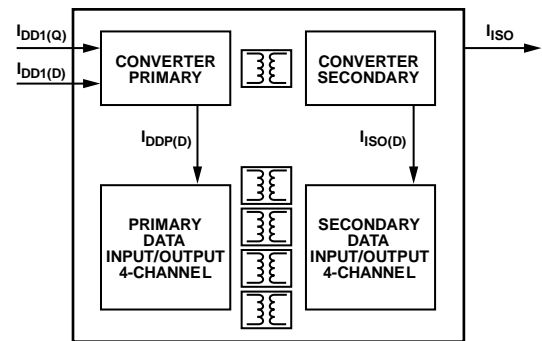 IDD1(Q)
IDD1(D)
CONVERTER
PRIMARY
CONVERTER
SECONDARY
IISO
IDDP(D)
IISO(D)
PRIMARY
DATA
INPUT/OUTPUT
4-CHANNEL
SECONDARY
DATA
INPUT/OUTPUT
4-CHANNEL